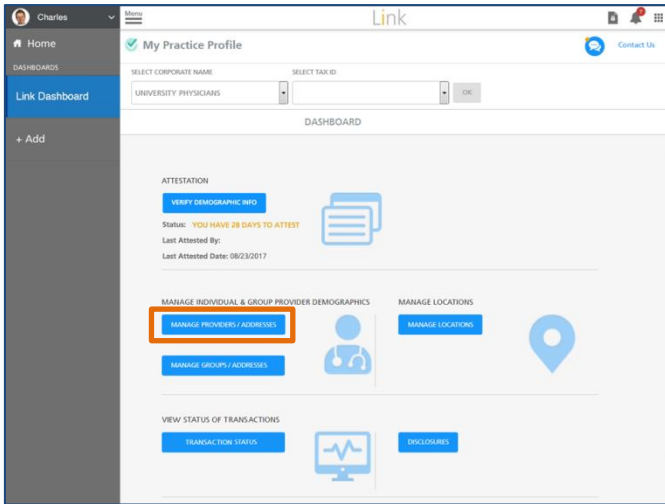 Charles
Menu
Link
Home
My Practice Profile
Contact Us
DASHBOARDS
Link Dashboard
+ Add
SELECT CORPORATE NAME
SELECT TAX ID
UNIVERSITY PHYSICIANS
OK
DASHBOARD
ATTESTATION
VERIFY DEMOGRAPHIC INFO
Status: YOU HAVE 28 DAYS TO ATTEST
Last Attested By:
Last Attested Date: 08/23/2017
MANAGE INDIVIDUAL & GROUP PROVIDER DEMOGRAPHICS
MANAGE PROVIDERS / ADDRESSES
MANAGE GROUPS / ADDRESSES
MANAGE LOCATIONS
MANAGE LOCATIONS
VIEW STATUS OF TRANSACTIONS
TRANSACTION STATUS
DISCLOSURES